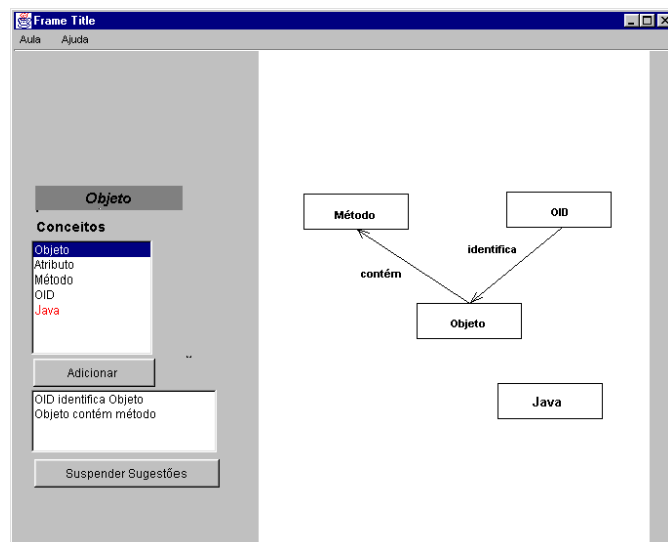 Frame Title
Aula Ajuda
Objeto
Conceitos
Objeto
Atributo
Método
OID
Java
Adicionar
OID identifica Objeto
Objeto contém método
Suspender Sugestões
Método
OID
identifica
contém
Objeto
Java